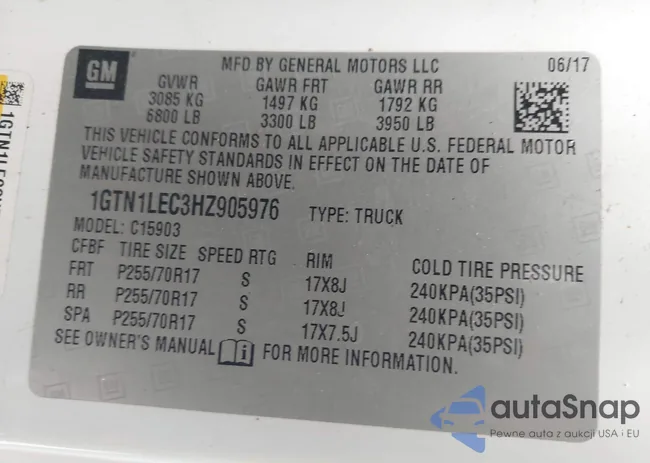 GM
MFD BY GENERAL MOTORS LLC 06/17
GVWR GAWR FRT GAWR RR
3085 KG 1497 KG 1792 KG
6800 LB 3300 LB 3950 LB
THIS VEHICLE CONFORMS TO ALL APPLICABLE U.S. FEDERAL MOTOR
VEHICLE SAFETY STANDARDS IN EFFECT ON THE DATE OF
MANUFACTURE SHOWN ABOVE.
1GTN1LEC3HZ905976 TYPE: TRUCK
MODEL: C15903
CFBF TIRE SIZE SPEED RTG RIM COLD TIRE PRESSURE
FRT P255/70R17 S 17X8J 240KPA(35PSI)
RR P255/70R17 S 17X8J 240KPA(35PSI)
SPA P255/70R17 S 17X7.5J 240KPA(35PSI)
SEE OWNER'S MANUAL i FOR MORE INFORMATION.
autaSnap
Pewne auta z aukcji USA i EU